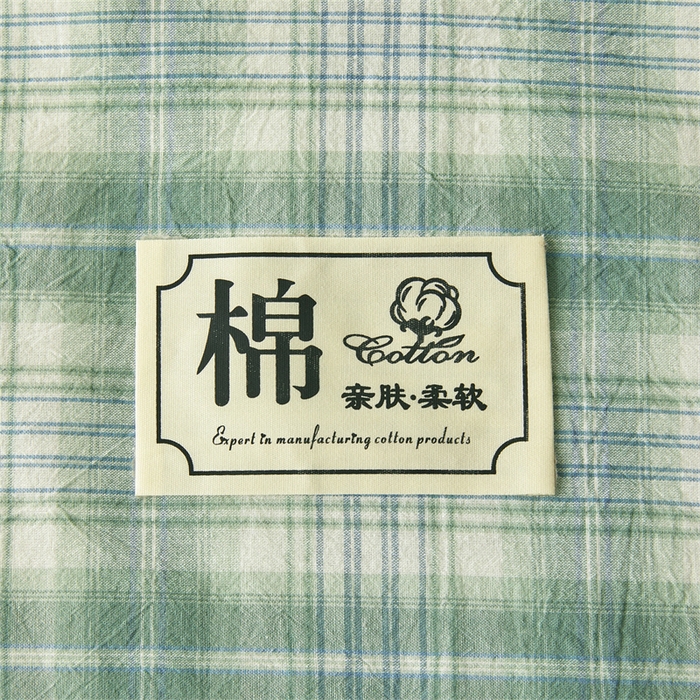 棉
Cotton
亲肤·柔软
Expert in manufacturing cotton products